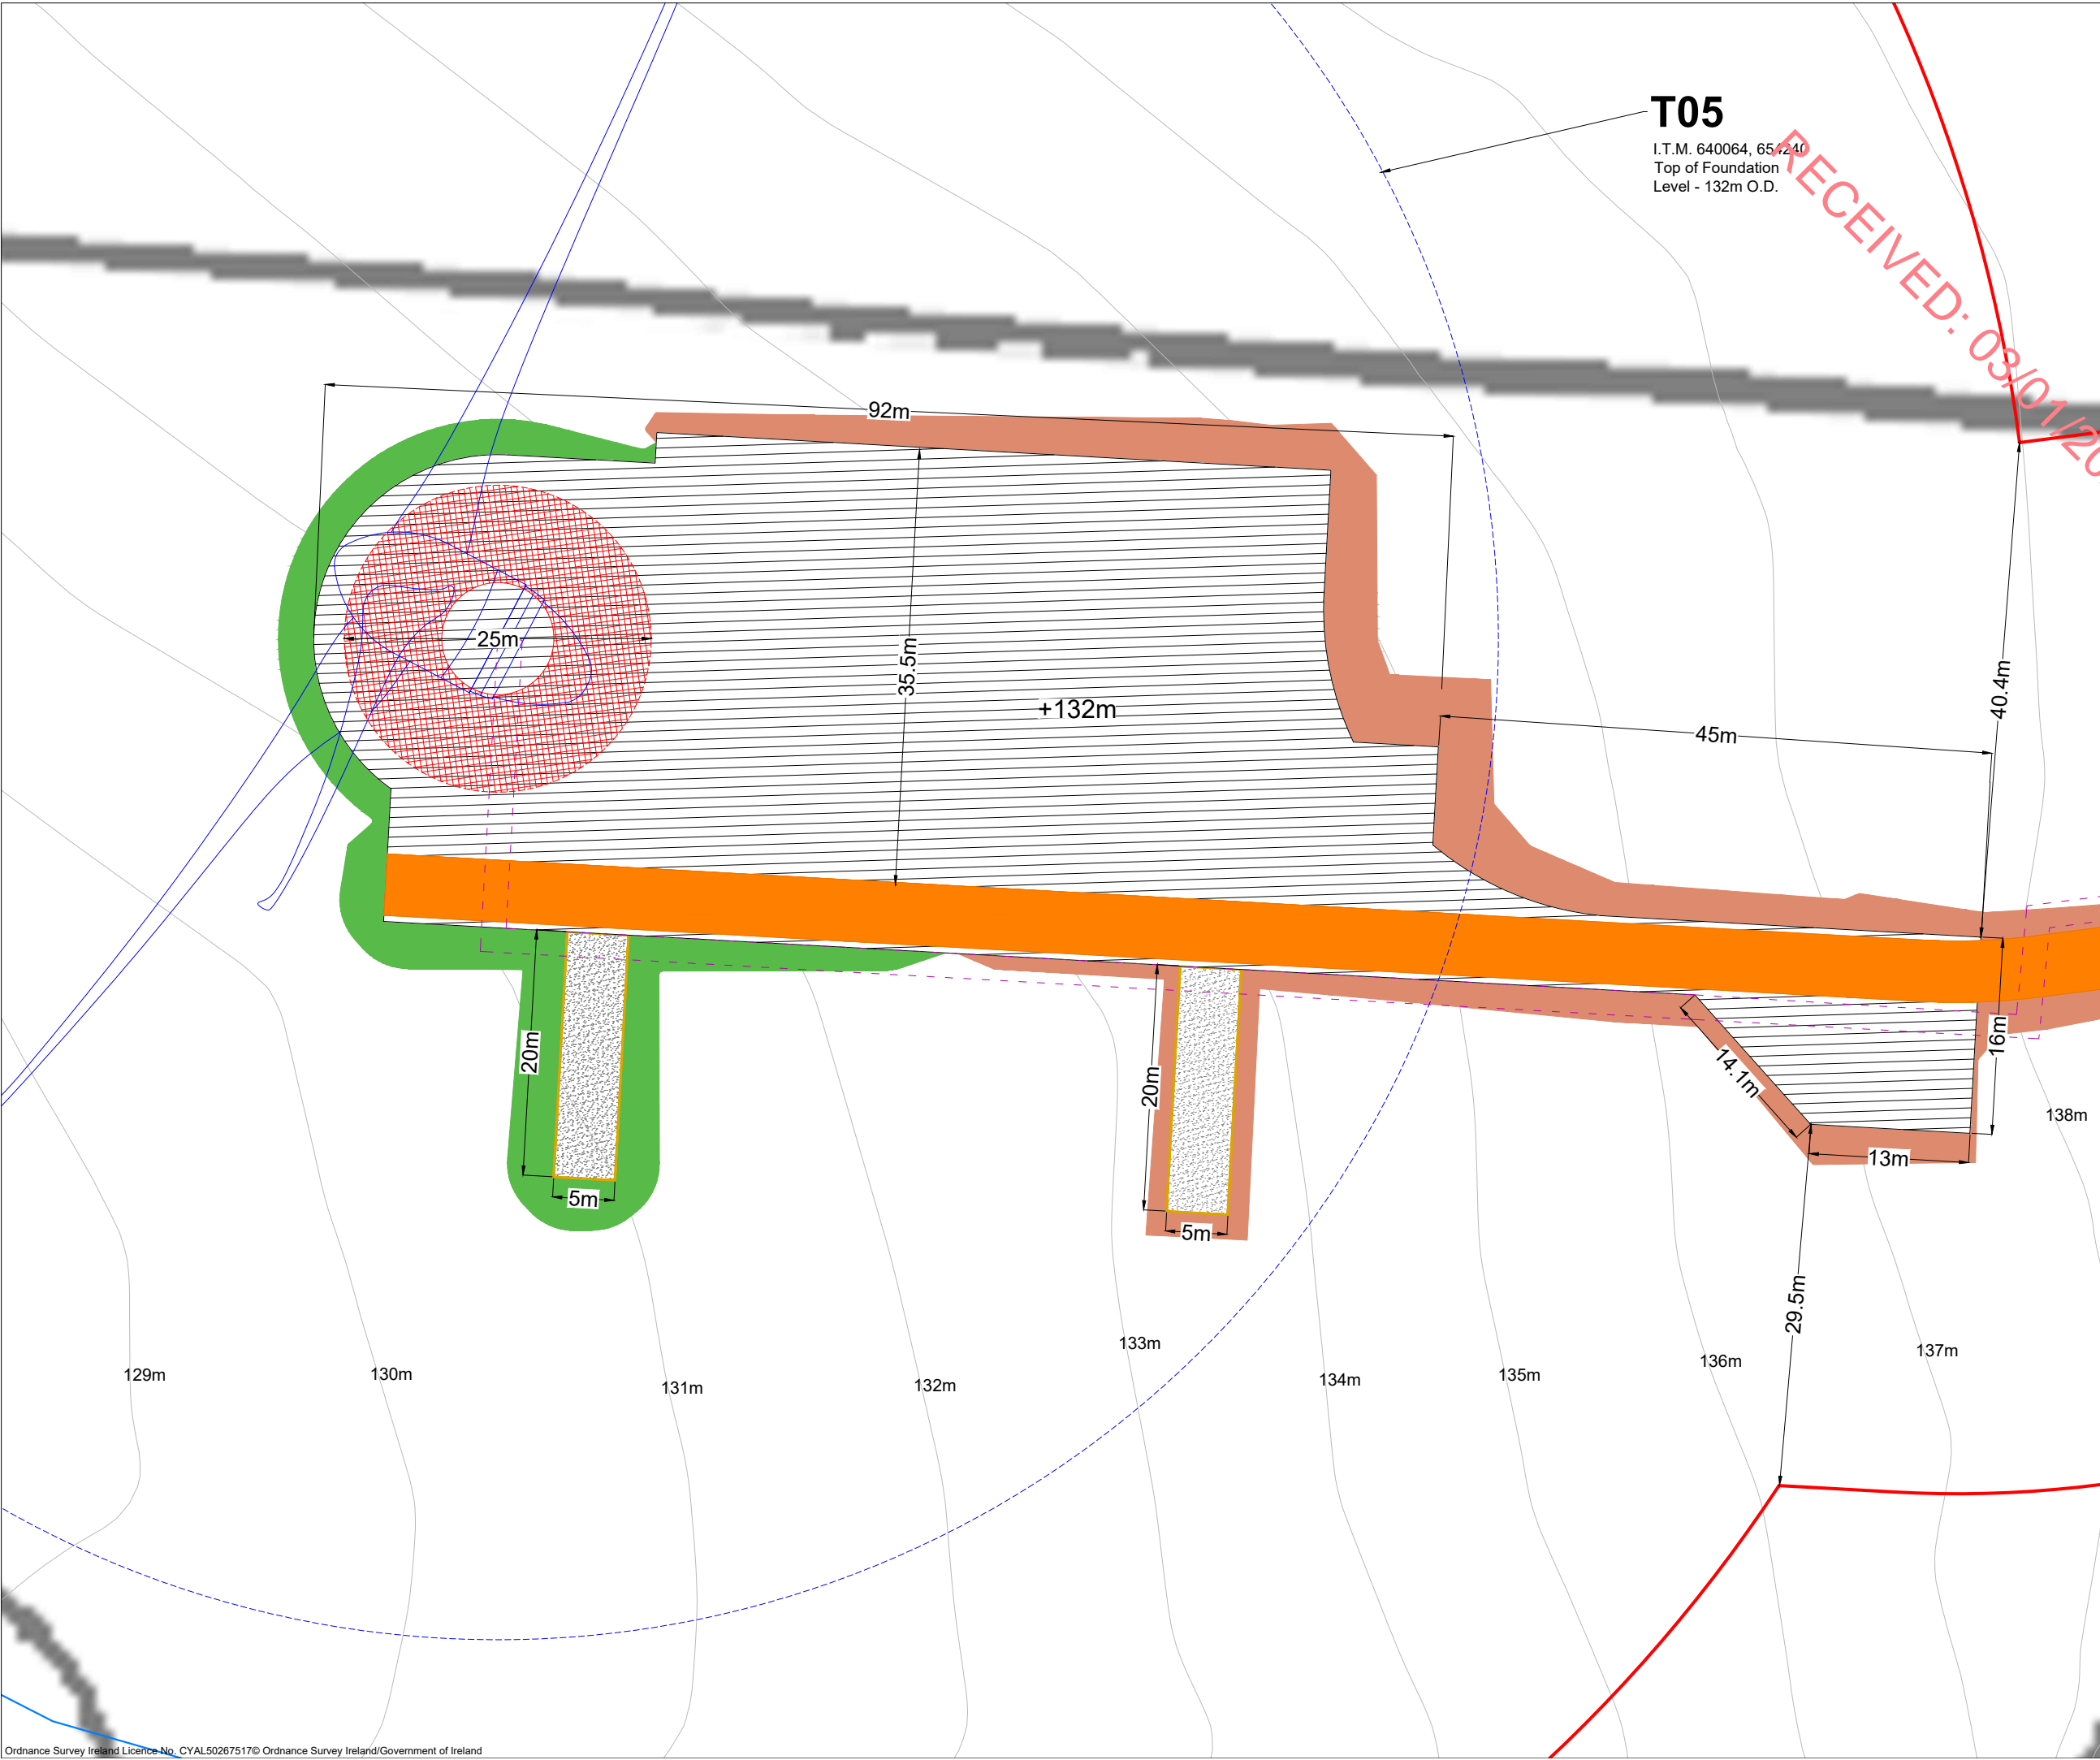 T05
I.T.M. 640064, 654240
Top of Foundation
Level - 132m O.D.
RECEIVED: 03/01/20
92m
25m
35.5m
+132m
45m
40.4m
20m
5m
20m
5m
14.1m
16m
13m
29.5m
138m
129m
130m
131m
132m
133m
134m
135m
136m
137m
Ordnance Survey Ireland Licence No. CYAL50267517© Ordnance Survey Ireland/Government of Ireland